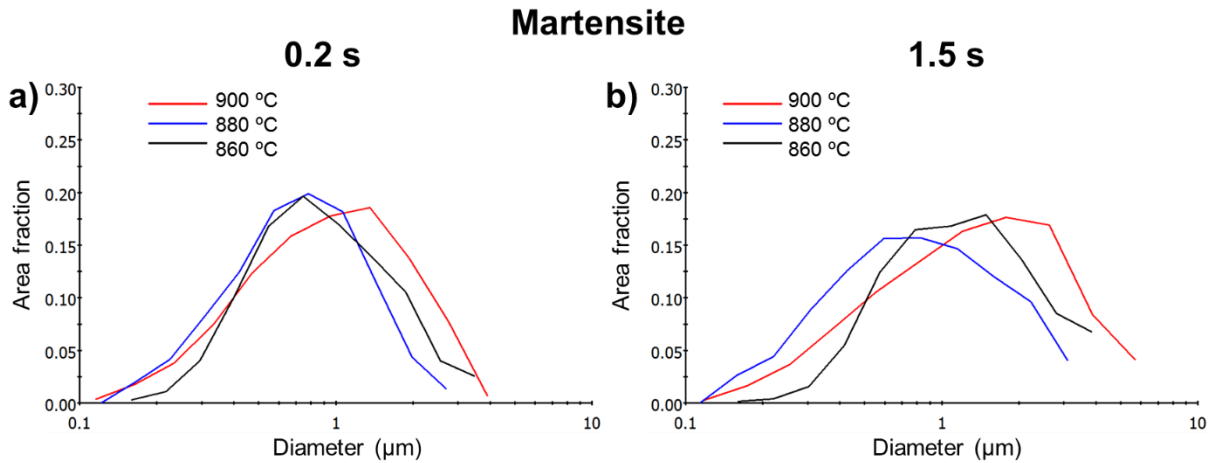 Martensite
0.2 s
1.5 s
a)
900 ºC
880 ºC
860 ºC
0.30
0.25
0.20
0.15
0.10
0.05
0.00
Area fraction
0.1
1
10
Diameter (µm)
b)
900 ºC
880 ºC
860 ºC
0.30
0.25
0.20
0.15
0.10
0.05
0.00
Area fraction
0.1
1
10
Diameter (µm)